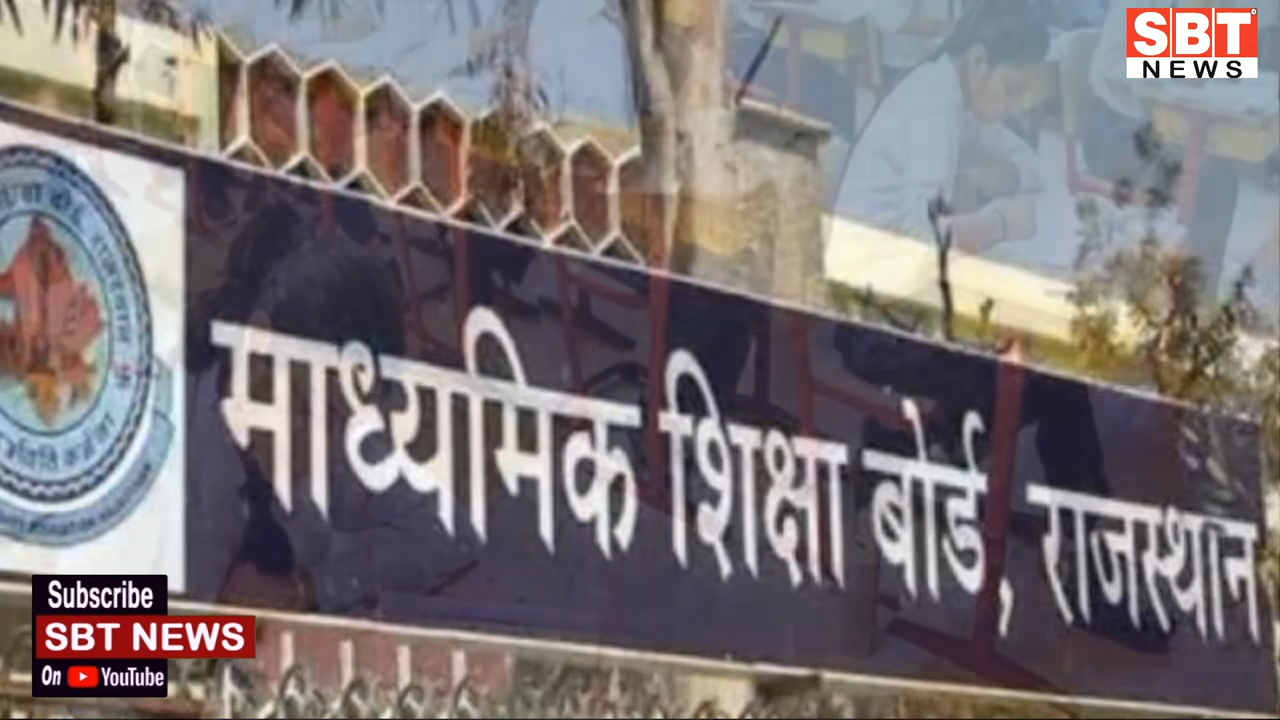 SBT
NEWS
माध्यमिक शिक्षा बोर्ड, राजस्थान
Subscribe
SBT NEWS
On YouTube